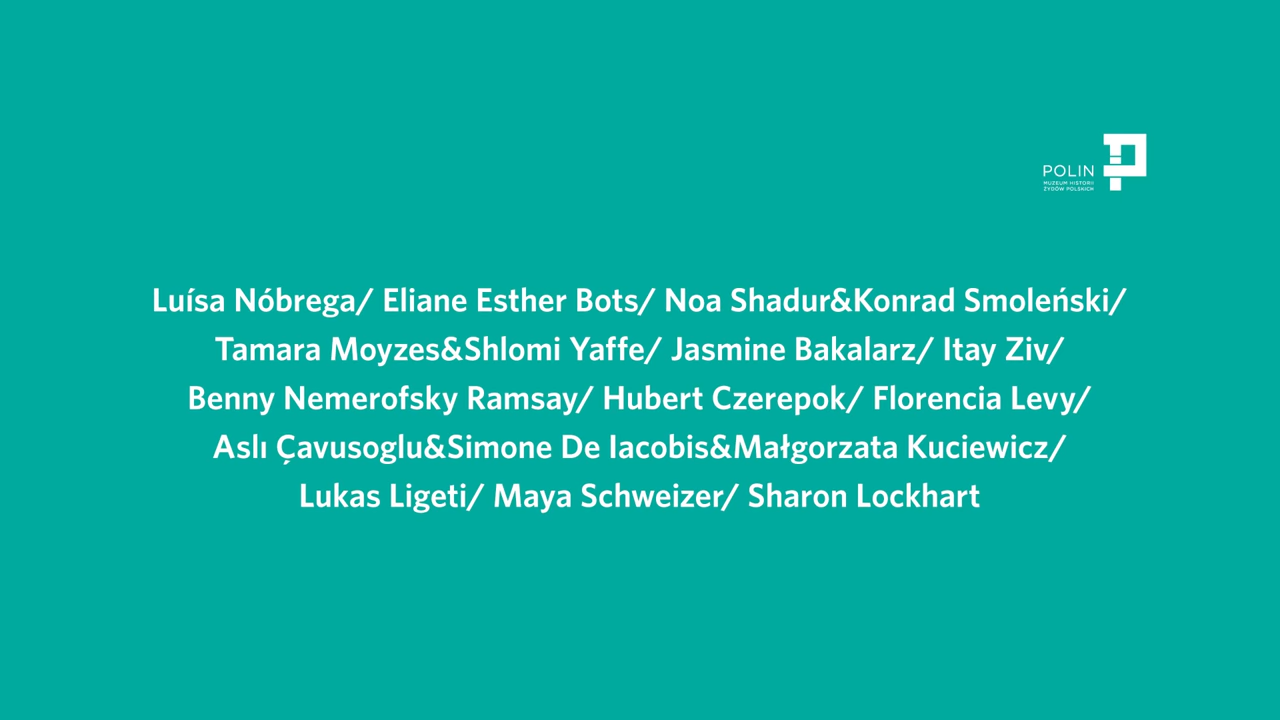 POLIN
MUZEUM HISTORII
ŻYDÓW POLSKICH
Luísa Nóbrega/ Eliane Esther Bots/ Noa Shadur&Konrad Smoleński/
Tamara Moyzes&Shlomi Yaffe/ Jasmine Bakalarz/ Itay Ziv/
Benny Nemerofsky Ramsay/ Hubert Czerepok/ Florencia Levy/
Aslı Çavusoglu&Simone De Iacobis&Małgorzata Kuciewicz/
Lukas Ligeti/ Maya Schweizer/ Sharon Lockhart